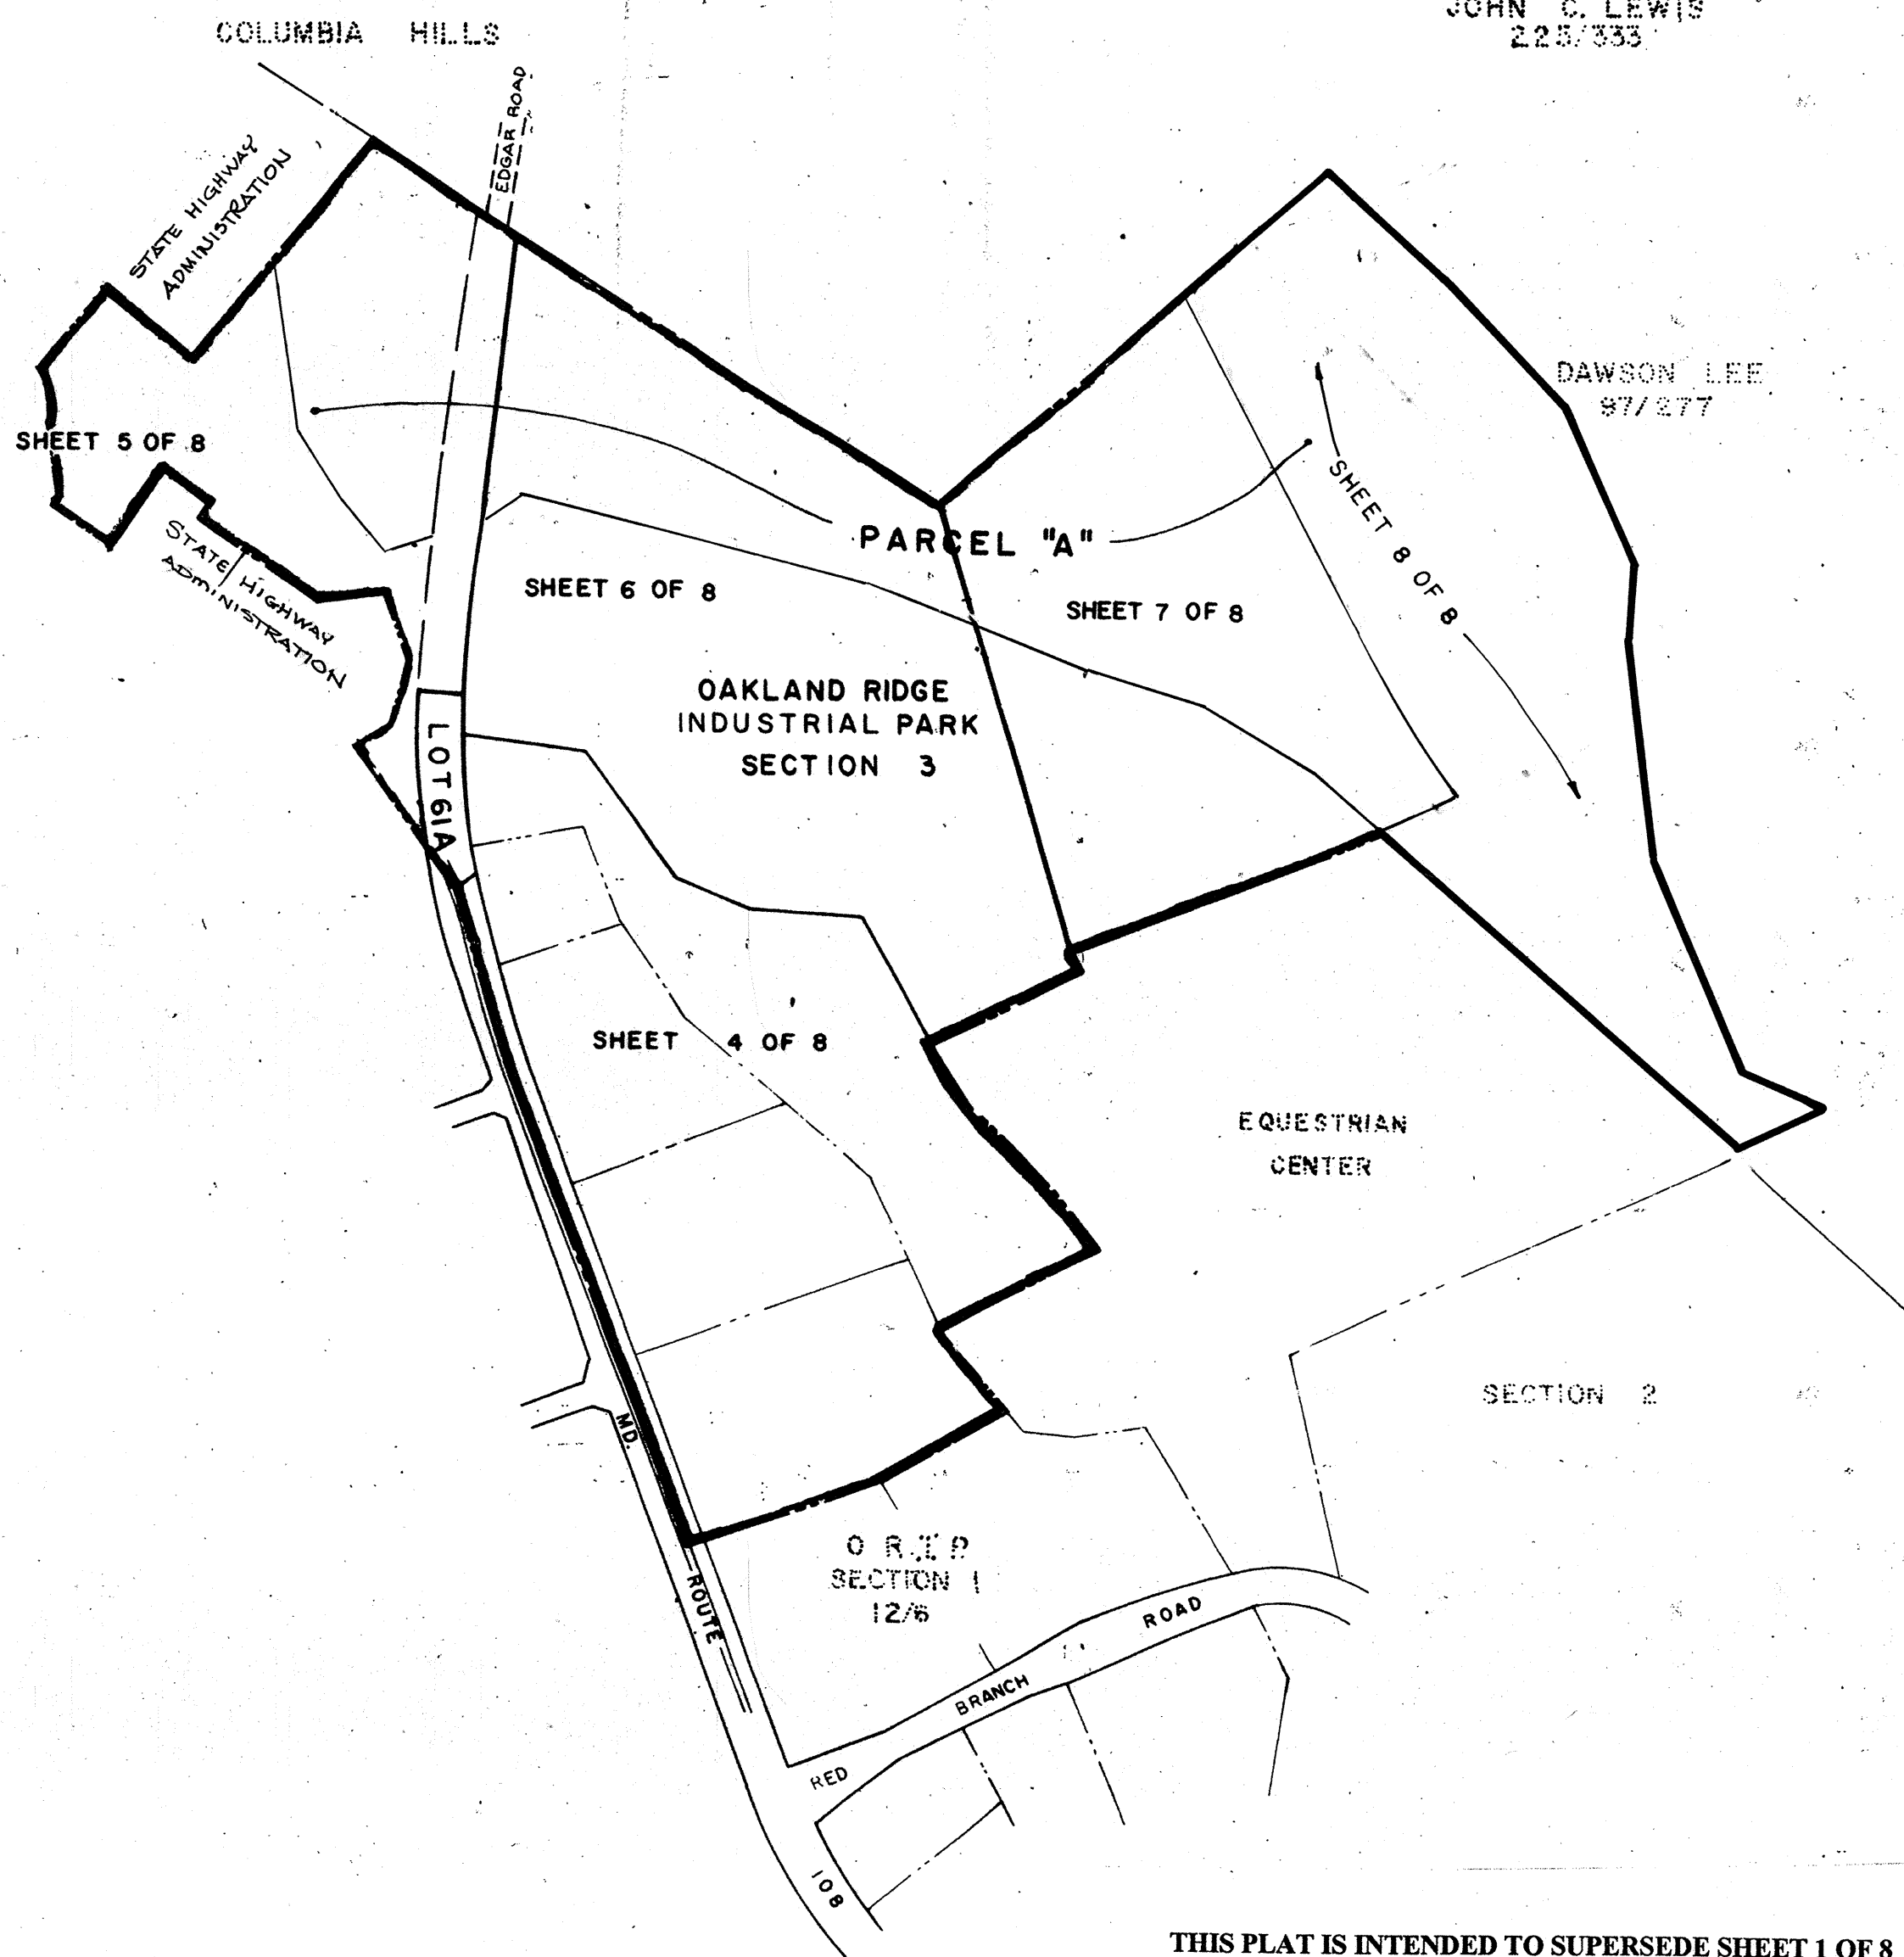 COLUMBIA HILLS
JOHN C. LEWIS
223/333
EDGAR ROAD
STATE HIGHWAY
ADMINISTRATION
DAWSON LEE
97/277
SHEET 5 OF 8
PARCEL "A"
SHEET 8 OF 8
STATE HIGHWAY
ADMINISTRATION
SHEET 6 OF 8
SHEET 7 OF 8
OAKLAND RIDGE
INDUSTRIAL PARK
SECTION 3
LOT 61A
SHEET 4 OF 8
EQUESTRIAN
CENTER
SECTION 2
MD.
ROUTE
O R I P
SECTION 1
12/6
ROAD
BRANCH
RED
108
THIS PLAT IS INTENDED TO SUPERSEDE SHEET 1 OF 8